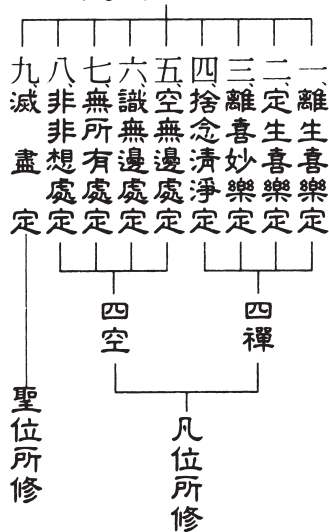 一、離生喜樂定
二、定生喜樂定
三、離喜妙樂定
四、捨念清淨定
五、空無邊處定
六、識無邊處定
七、無所有處定
八、非非想處定
九、滅盡定
四禪
四空
凡位所修
聖位所修